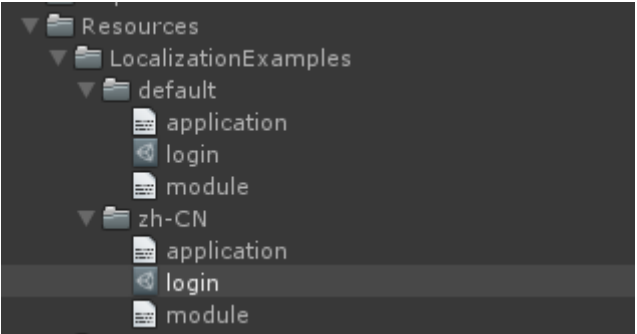 Resources
LocalizationExamples
default
application
login
module
zh-CN
application
login
module